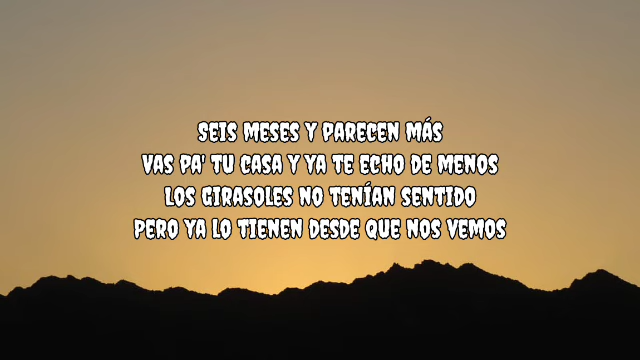 SEIS MESES Y PARECEN MÁS
VAS PA' TU CASA Y YA TE ECHO DE MENOS
LOS GIRASOLES NO TENÍAN SENTIDO
PERO YA LO TIENEN DESDE QUE NOS VEMOS